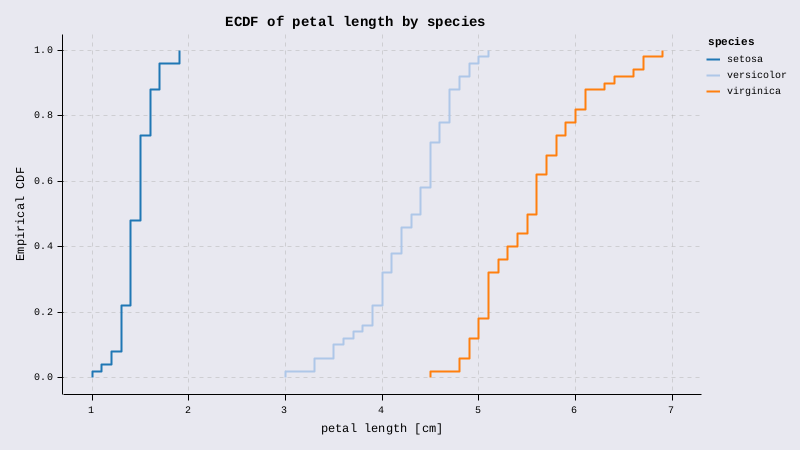 ECDF of petal length by species
species
setosa
versicolor
virginica
Empirical CDF
1.0
0.8
0.6
0.4
0.2
0.0
1 2 3 4 5 6 7
petal length [cm]